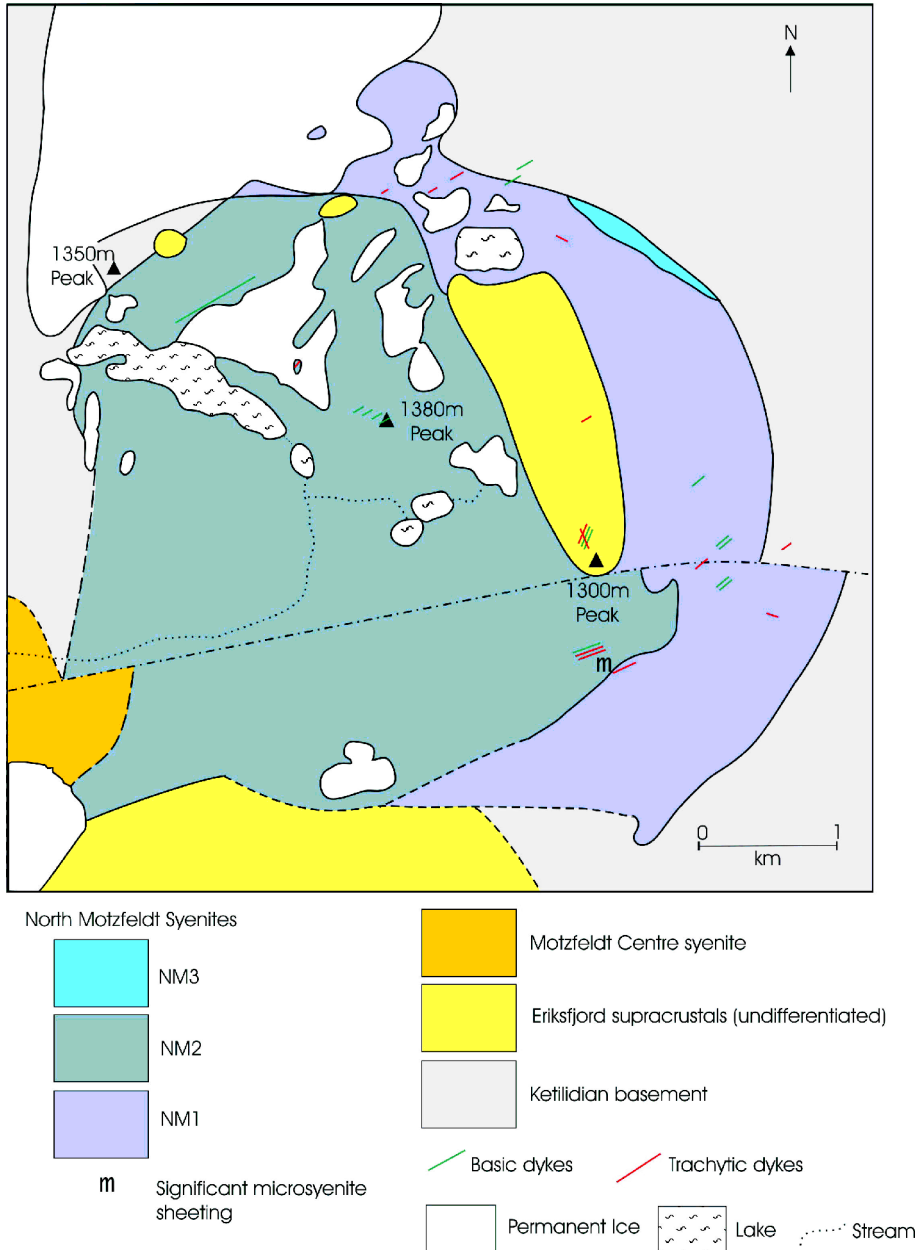 N
1350m
Peak
1380m
Peak
1300m
Peak
m
0 1
km
North Motzfeldt Syenites
NM3
NM2
NM1
m Significant microsyenite
sheeting
Motzfeldt Centre syenite
Eriksfjord supracrustals (undifferentiated)
Ketilidian basement
Basic dykes
Trachytic dykes
Permanent Ice
Lake
Stream